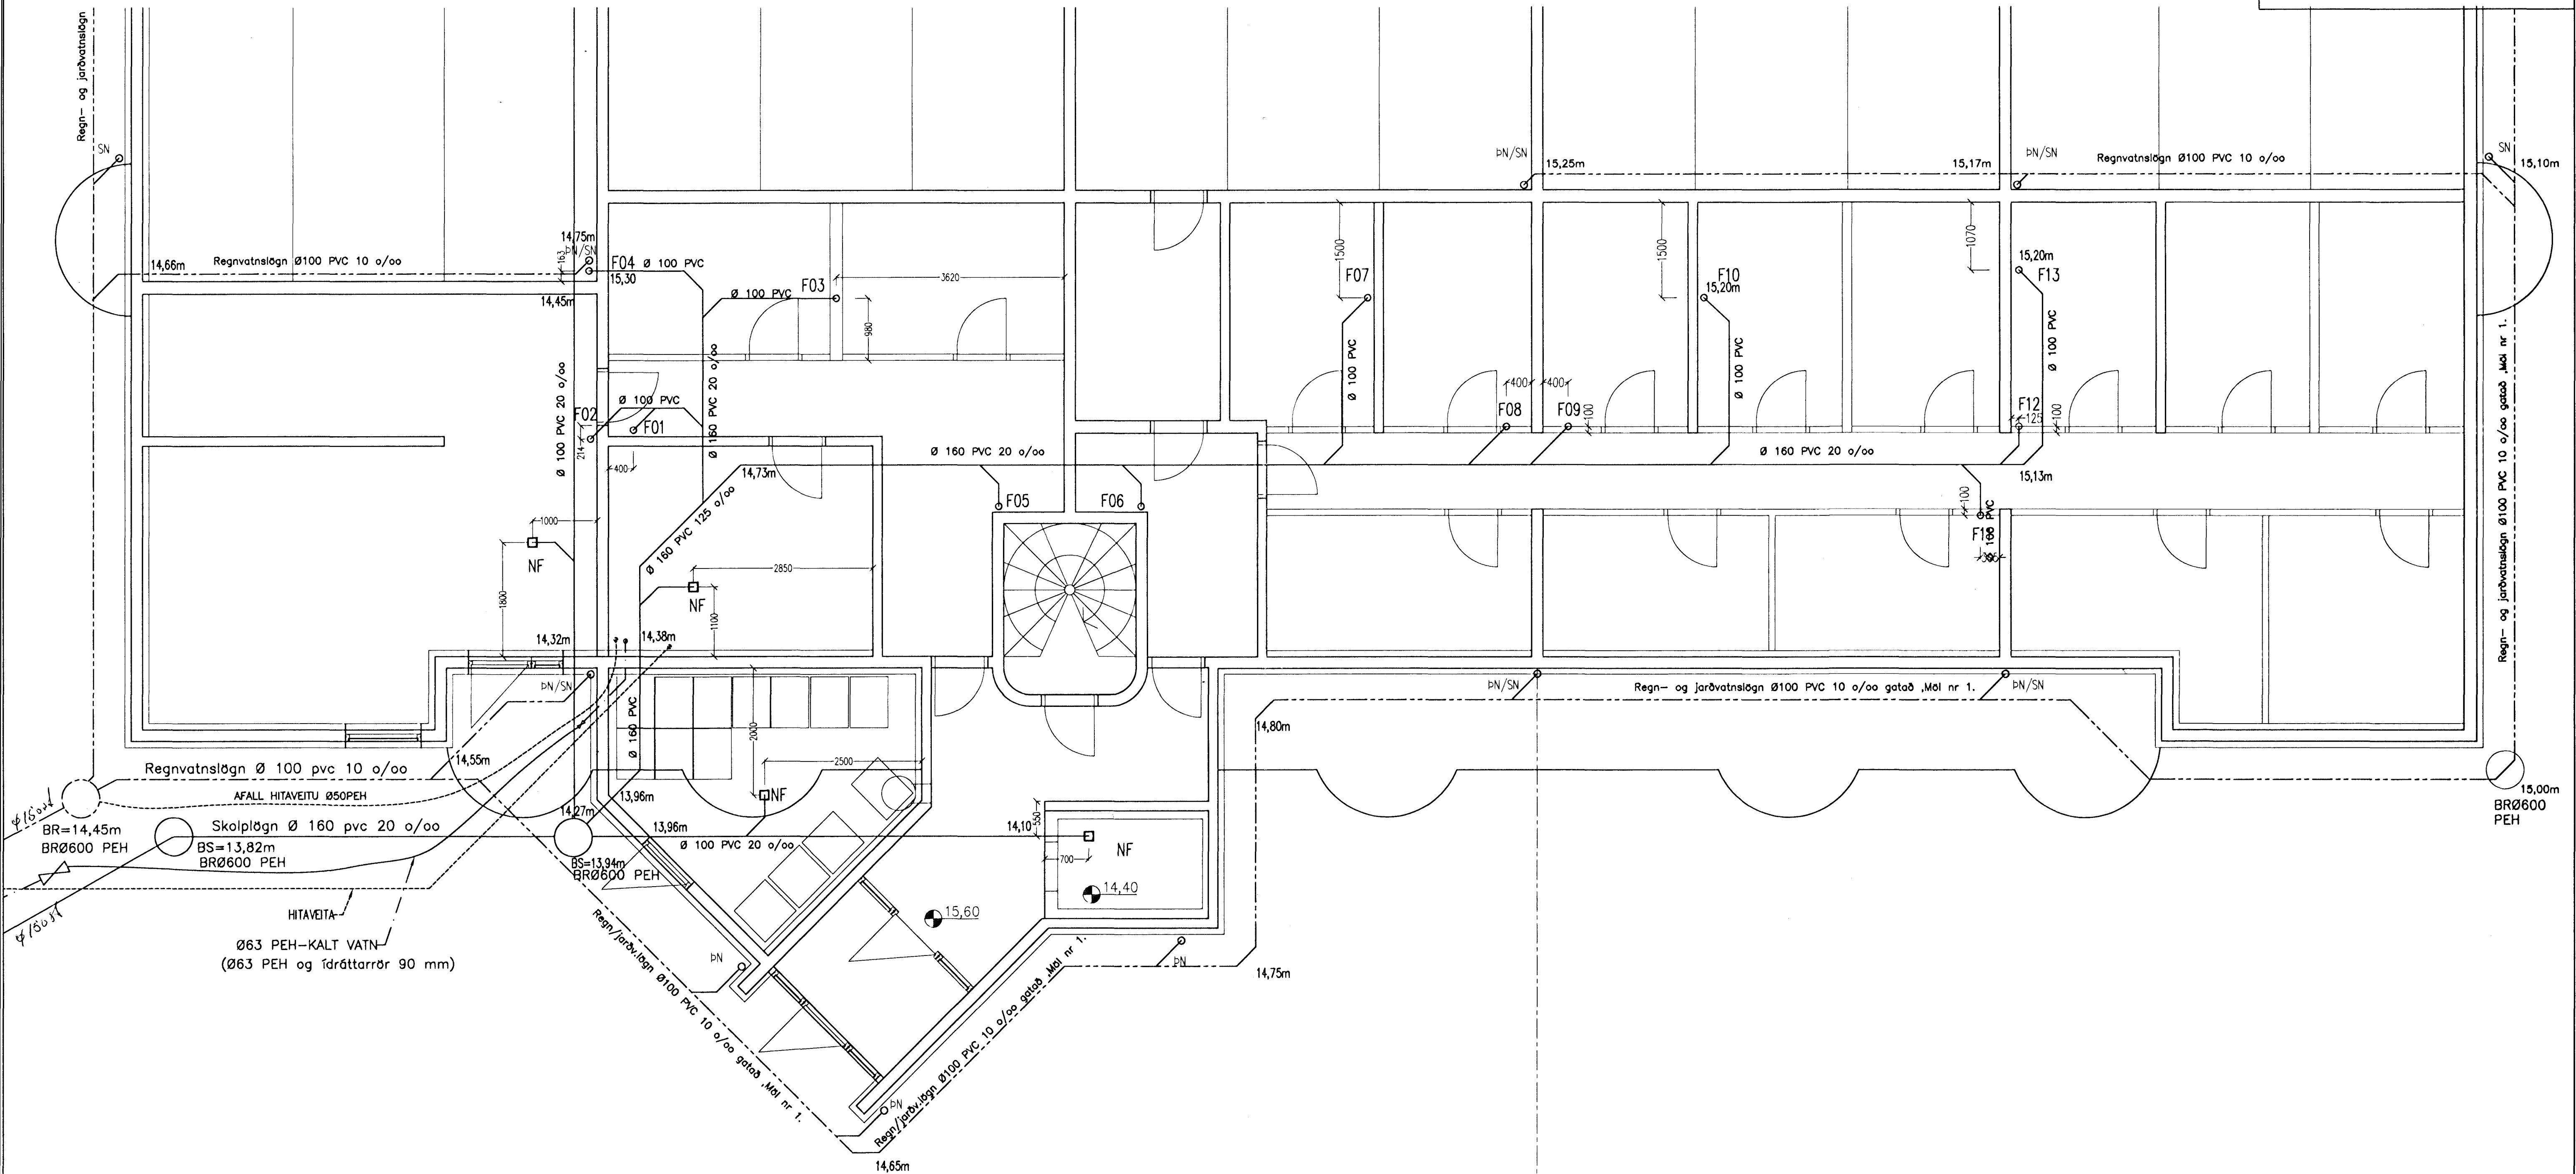 Regn- og jarðvatnslögn
SN
ÞN/SN
15,25m
15,17m
ÞN/SN
Regnvatnslögn Ø100 PVC 10 o/oo
SN
15,10m
14,66m
Regnvatnslögn Ø100 PVC 10 o/oo
14,75m
ÞN/SN
163
F04
Ø 100 PVC
15,30
14,45m
Ø 100 PVC
F03
3620
980
1500
F07
1500
F10
15,20m
1070
15,20m
F13
Ø 100 PVC 20 o/oo
Ø 160 PVC 20 o/oo
Ø 100 PVC
Ø 100 PVC
Ø 100 PVC
Ø 100 PVC
F02
F01
214
400
400
400
F08
F09
100
F12
125
100
14,73m
Ø 160 PVC 20 o/oo
Ø 160 PVC 20 o/oo
15,13m
F05
F06
100
Ø 100 PVC
Ø 160 PVC 125 o/oo
1000
NF
1800
2850
NF
1100
14,32m
14,38m
Regn- og jarðvatnslögn Ø100 PVC 10 o/oo gatað ,Möl nr 1.
ÞN/SN
Ø 160 PVC
2000
ÞN/SN
Regn- og jarðvatnslögn Ø100 PVC 10 o/oo gatað ,Möl nr 1.
ÞN/SN
14,80m
14,55m
Regnvatnslögn Ø 100 pvc 10 o/oo
2500
NF
AFALL HITAVEITU Ø50PEH
13,96m
14,27m
15,00m
BRØ600
PEH
BR=14,45m
BRØ600 PEH
Skolplögn Ø 160 pvc 20 o/oo
BS=13,82m
BRØ600 PEH
13,96m
Ø 100 PVC 20 o/oo
14,10
550
700
NF
BS=13,94m
BRØ600 PEH
14,40
15,60
HITAVEITA
Ø63 PEH-KALT VATN
(Ø63 PEH og ídráttarrör 90 mm)
Regn/jarðv.lögn Ø100 PVC 10 o/oo gatað ,Möl nr 1.
ÞN
ÞN
14,75m
Regn/jarðv.lögn Ø100 PVC 10 o/oo gatað ,Möl nr 1.
ÞN
14,65m